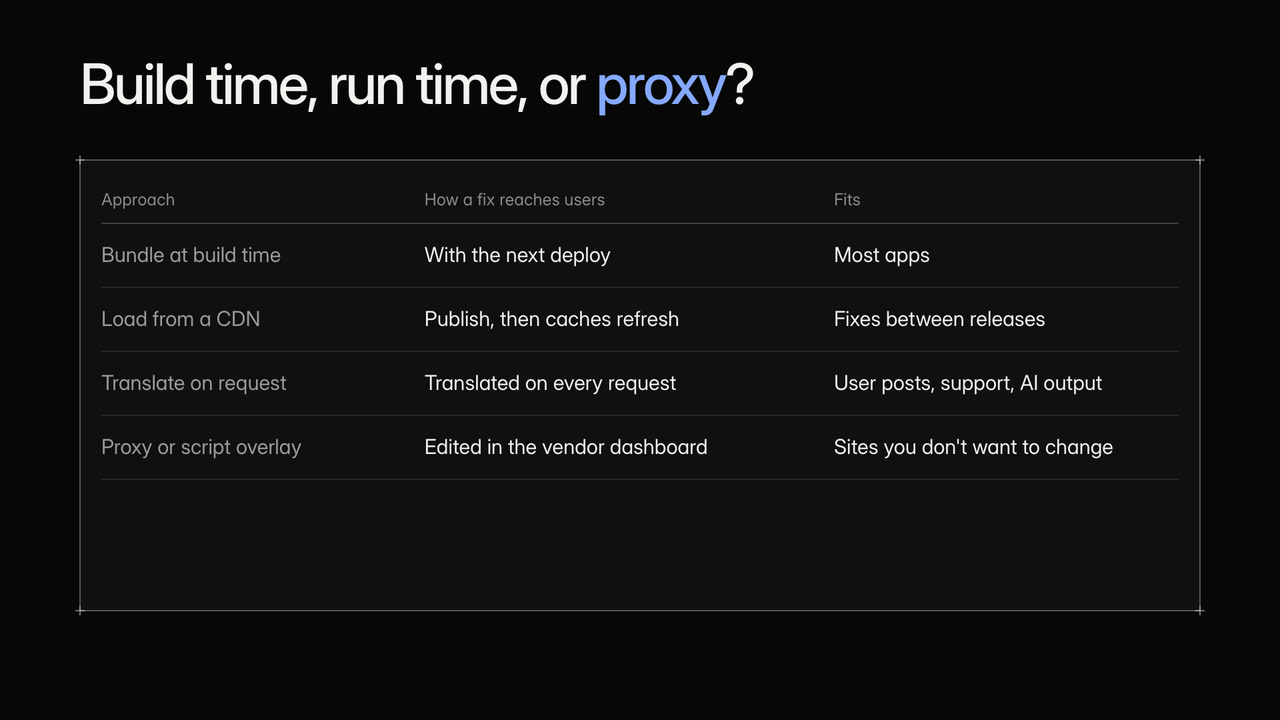 Build time, run time, or proxy?
Approach How a fix reaches users Fits
Bundle at build time With the next deploy Most apps
Load from a CDN Publish, then caches refresh Fixes between releases
Translate on request Translated on every request User posts, support, AI output
Proxy or script overlay Edited in the vendor dashboard Sites you don't want to change